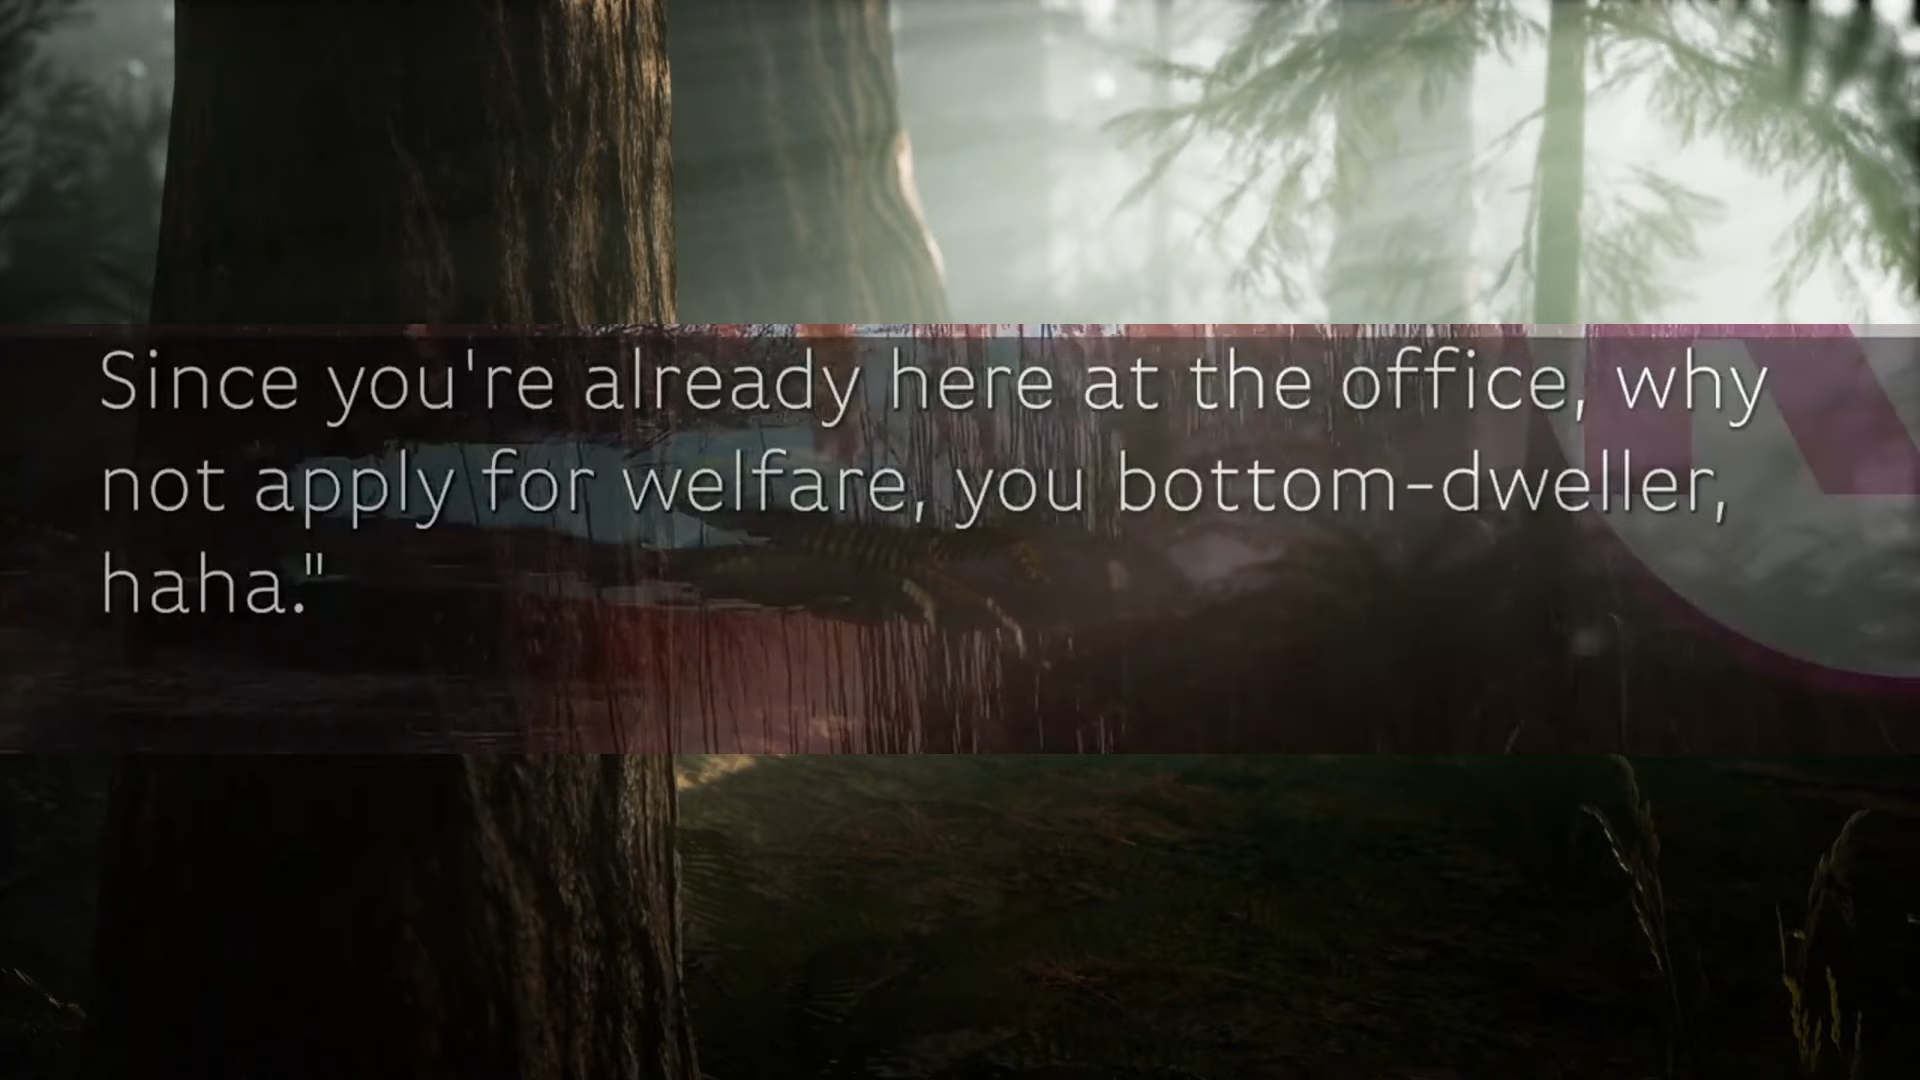 Since you're already here at the office, why
not apply for welfare, you bottom-dweller,
haha."